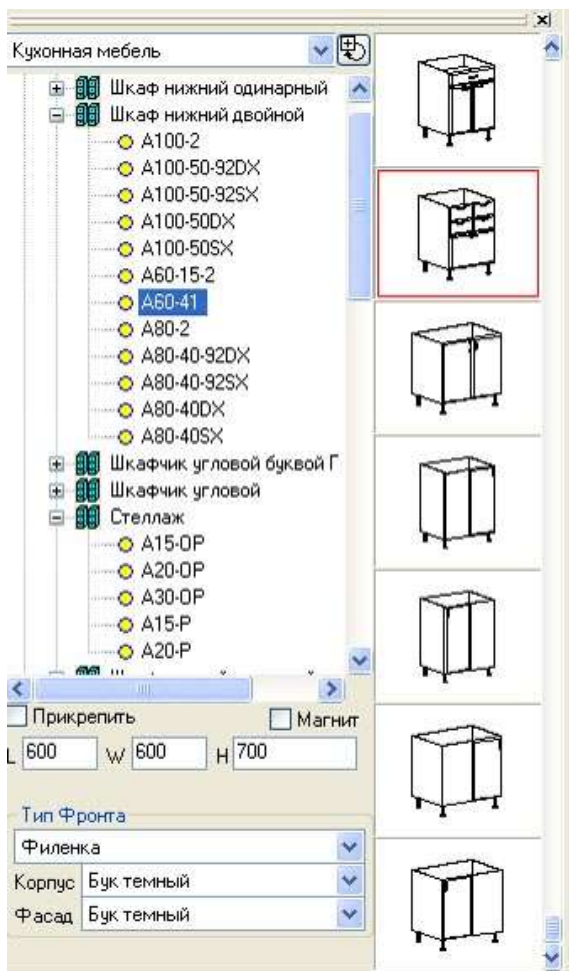 Кухонная мебель
Шкаф нижний одинарный
Шкаф нижний двойной
A100-2
A100-50-92DX
A100-50-92SX
A100-50DX
A100-50SX
A60-15-2
A60-41
A80-2
A80-40-92DX
A80-40-92SX
A80-40DX
A80-40SX
Шкафчик угловой буквой Г
Шкафчик угловой
Стеллаж
A15-OP
A20-OP
A30-OP
A15-P
A20-P
Прикрепить Магнит
L 600 W 600 H 700
Тип Фронта
Филенка
Корпус Бук темный
Фасад Бук темный